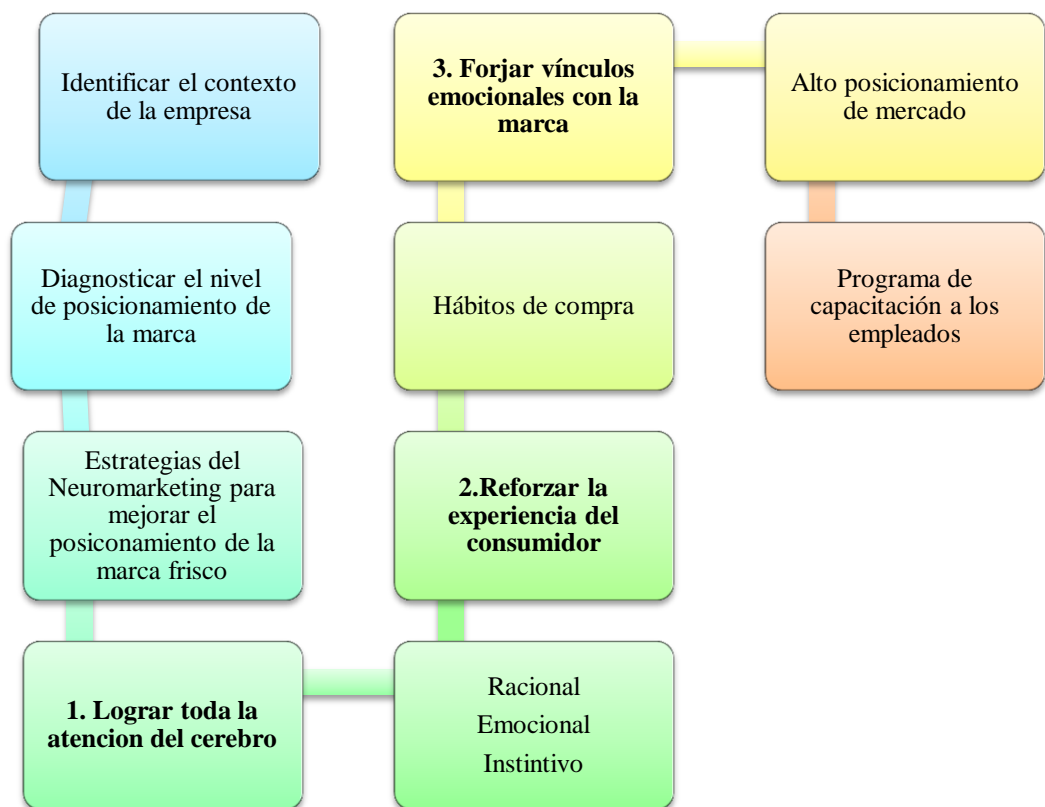 Identificar el contexto
de la empresa
Diagnosticar el nivel
de posicionamiento de
la marca
Estrategias del
Neuromarketing para
mejorar el
posiconamiento de la
marca frisco
1. Lograr toda la
atencion del cerebro
Racional
Emocional
Instintivo
2.Reforzar la
experiencia del
consumidor
Hábitos de compra
3. Forjar vínculos
emocionales con la
marca
Alto posicionamiento
de mercado
Programa de
capacitación a los
empleados